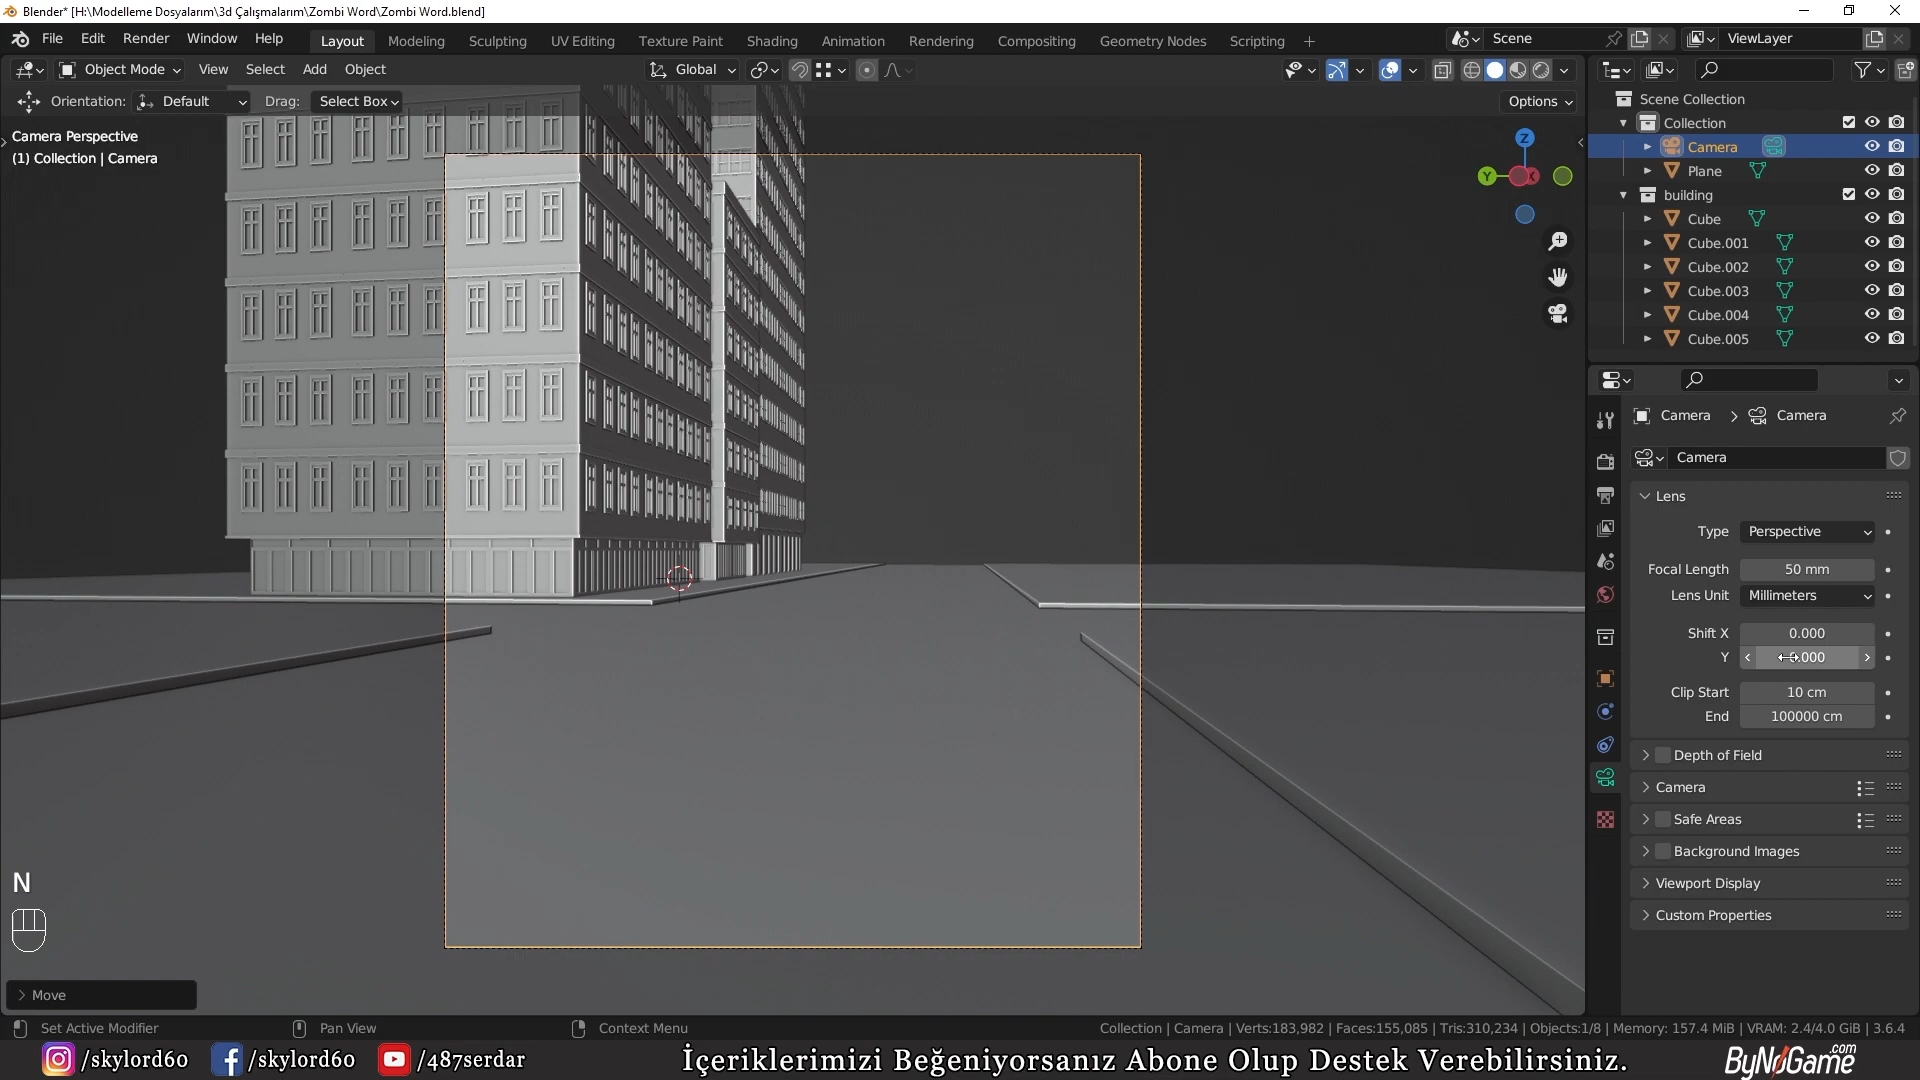 Blender* [H:\Modelleme Dosyalarım\3d Çalışmalarım\Zombi Word\Zombi Word.blend]
File Edit Render Window Help Layout Modeling Sculpting UV Editing Texture Paint Shading Animation Rendering Compositing Geometry Nodes Scripting + Scene ViewLayer
Object Mode View Select Add Object Global
Orientation: Default Drag: Select Box Options
Camera Perspective
(1) Collection | Camera
Z
Y
X
Scene Collection
Collection
Camera
Plane
building
Cube
Cube.001
Cube.002
Cube.003
Cube.004
Cube.005
Camera > Camera
Camera
Lens
Type Perspective
Focal Length 50 mm
Lens Unit Millimeters
Shift X 0.000
Y 0.000
Clip Start 10 cm
End 100000 cm
Depth of Field
Camera
Safe Areas
Background Images
Viewport Display
Custom Properties
N
Move
Set Active Modifier Pan View Context Menu Collection | Camera | Verts:183,982 | Faces:155,085 | Tris:310,234 | Objects:1/8 | Memory: 157.4 MiB | VRAM: 2.4/4.0 GiB | 3.6.4
/skylord60 /skylord60 /487serdar İçeriklerimizi Beğeniyorsanız Abone Olup Destek Verebilirsiniz. ByNoGame.com